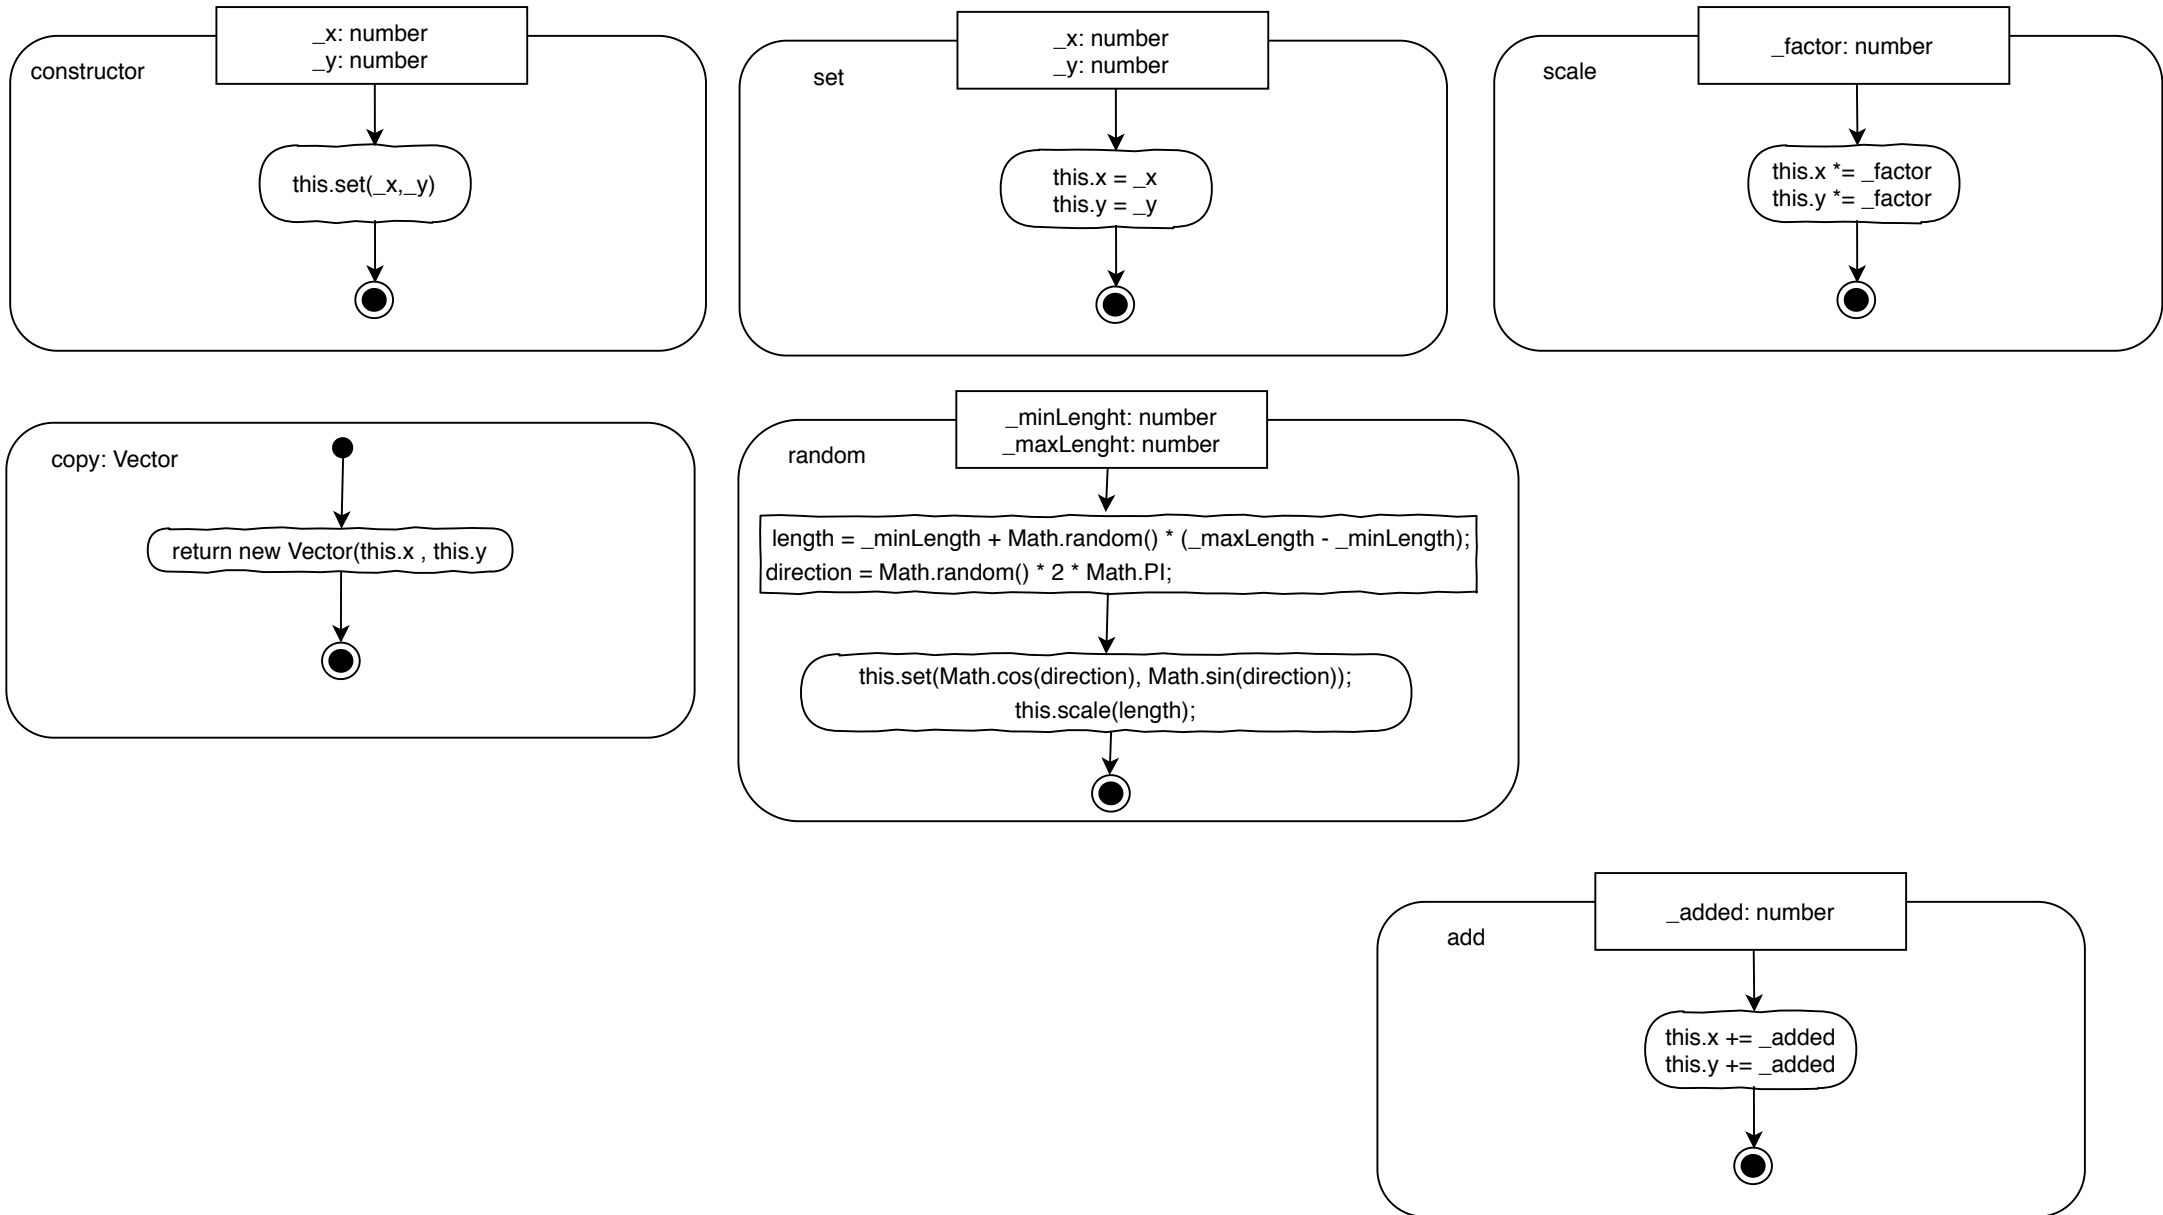 constructor
_x: number
_y: number
this.set(_x,_y)
set
_x: number
_y: number
this.x = _x
this.y = _y
scale
_factor: number
this.x *= _factor
this.y *= _factor
copy: Vector
return new Vector(this.x , this.y
random
_minLenght: number
_maxLenght: number
length = _minLength + Math.random() * (_maxLength - _minLength);
direction = Math.random() * 2 * Math.PI;
this.set(Math.cos(direction), Math.sin(direction));
this.scale(length);
add
_added: number
this.x += _added
this.y += _added